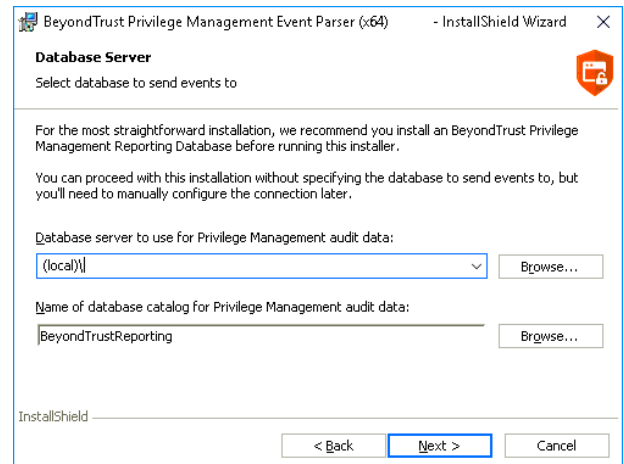 BeyondTrust Privilege Management Event Parser (x64) - InstallShield Wizard
Database Server
Select database to send events to
For the most straightforward installation, we recommend you install an BeyondTrust Privilege
Management Reporting Database before running this installer.
You can proceed with this installation without specifying the database to send events to, but
you'll need to manually configure the connection later.
Database server to use for Privilege Management audit data:
(local)\
Browse...
Name of database catalog for Privilege Management audit data:
BeyondTrustReporting
Browse...
InstallShield
< Back
Next >
Cancel